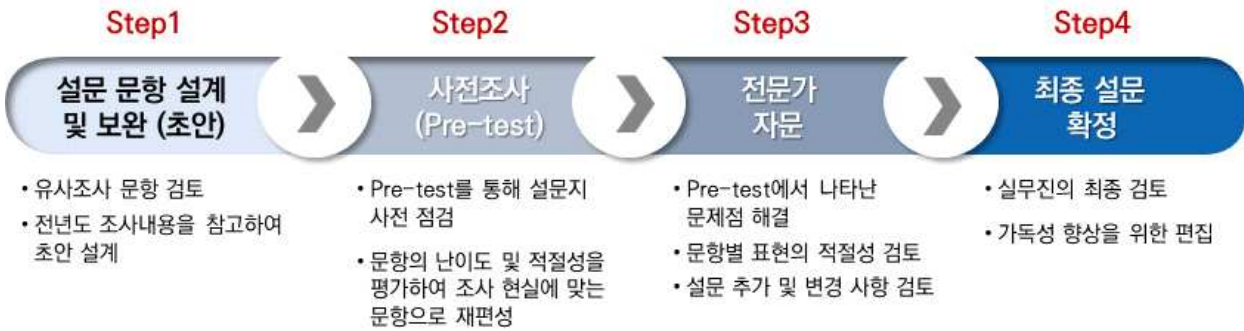 Step1
설문 문항 설계
및 보완 (초안)
• 유사조사 문항 검토
• 전년도 조사내용을 참고하여
초안 설계
Step2
사전조사
(Pre-test)
• Pre-test를 통해 설문지
사전 점검
• 문항의 난이도 및 적절성을
평가하여 조사 현실에 맞는
문항으로 재편성
Step3
전문가
자문
• Pre-test에서 나타난
문제점 해결
• 문항별 표현의 적절성 검토
• 설문 추가 및 변경 사항 검토
Step4
최종 설문
확정
• 실무진의 최종 검토
• 가독성 향상을 위한 편집